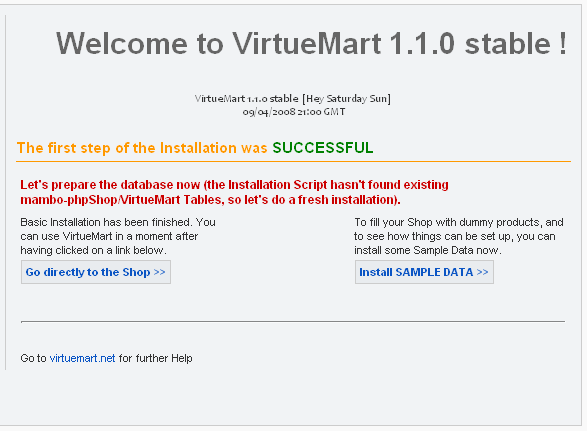 Welcome to VirtueMart 1.1.0 stable !
VirtueMart 1.1.0 stable [Hey Saturday Sun]
09/04/2008 21:00 GMT
The first step of the Installation was SUCCESSFUL
Let's prepare the database now (the Installation Script hasn't found existing
mambo-phpShop/VirtueMart Tables, so let's do a fresh installation).
Basic Installation has been finished. You
can use VirtueMart in a moment after
having clicked on a link below.
Go directly to the Shop >>
To fill your Shop with dummy products, and
to see how things can be set up, you can
install some Sample Data now.
Install SAMPLE DATA >>
Go to virtuemart.net for further Help